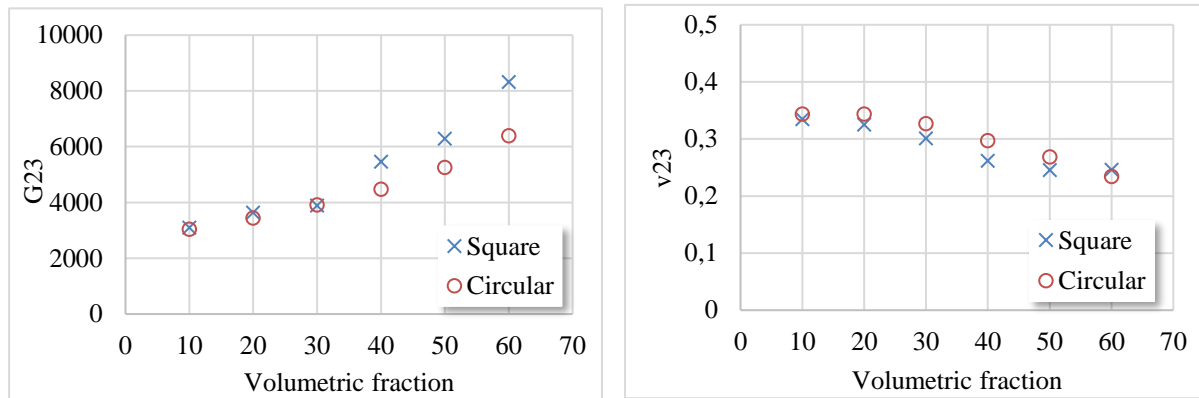 10000
8000
6000
4000
2000
0
G23
0 10 20 30 40 50 60 70
Volumetric fraction
Square
Circular
0,5
0,4
0,3
0,2
0,1
0
v23
0 10 20 30 40 50 60 70
Volumetric fraction
Square
Circular